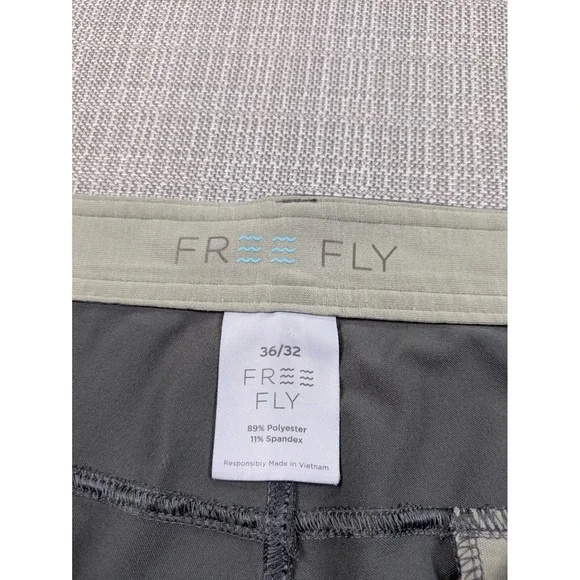 FREE FLY
36/32
FREE
FLY
89% Polyester
11% Spandex
Responsibly Made in Vietnam